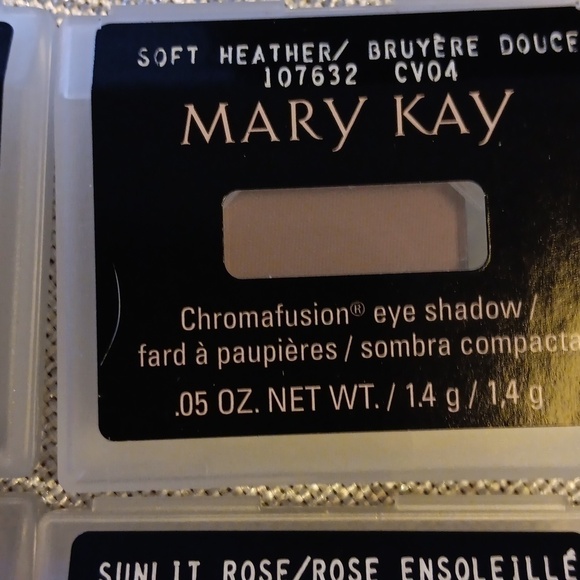 SOFT HEATHER/ BRUYÈRE DOUCE
107632 CV04
MARY KAY
Chromafusion® eye shadow /
fard à paupières / sombra compacta
.05 OZ. NET WT. / 1.4 g / 1,4 g
SUNLIT ROSE/ROSE ENSOLEILLÉ